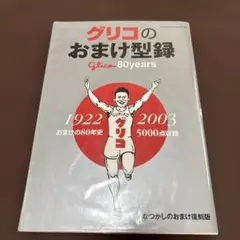 グリコの
おまけ型録
Glico 80years
1922 2003
おまけの80年史 5000点収録
グリコ
なつかしのおまけ復刻版